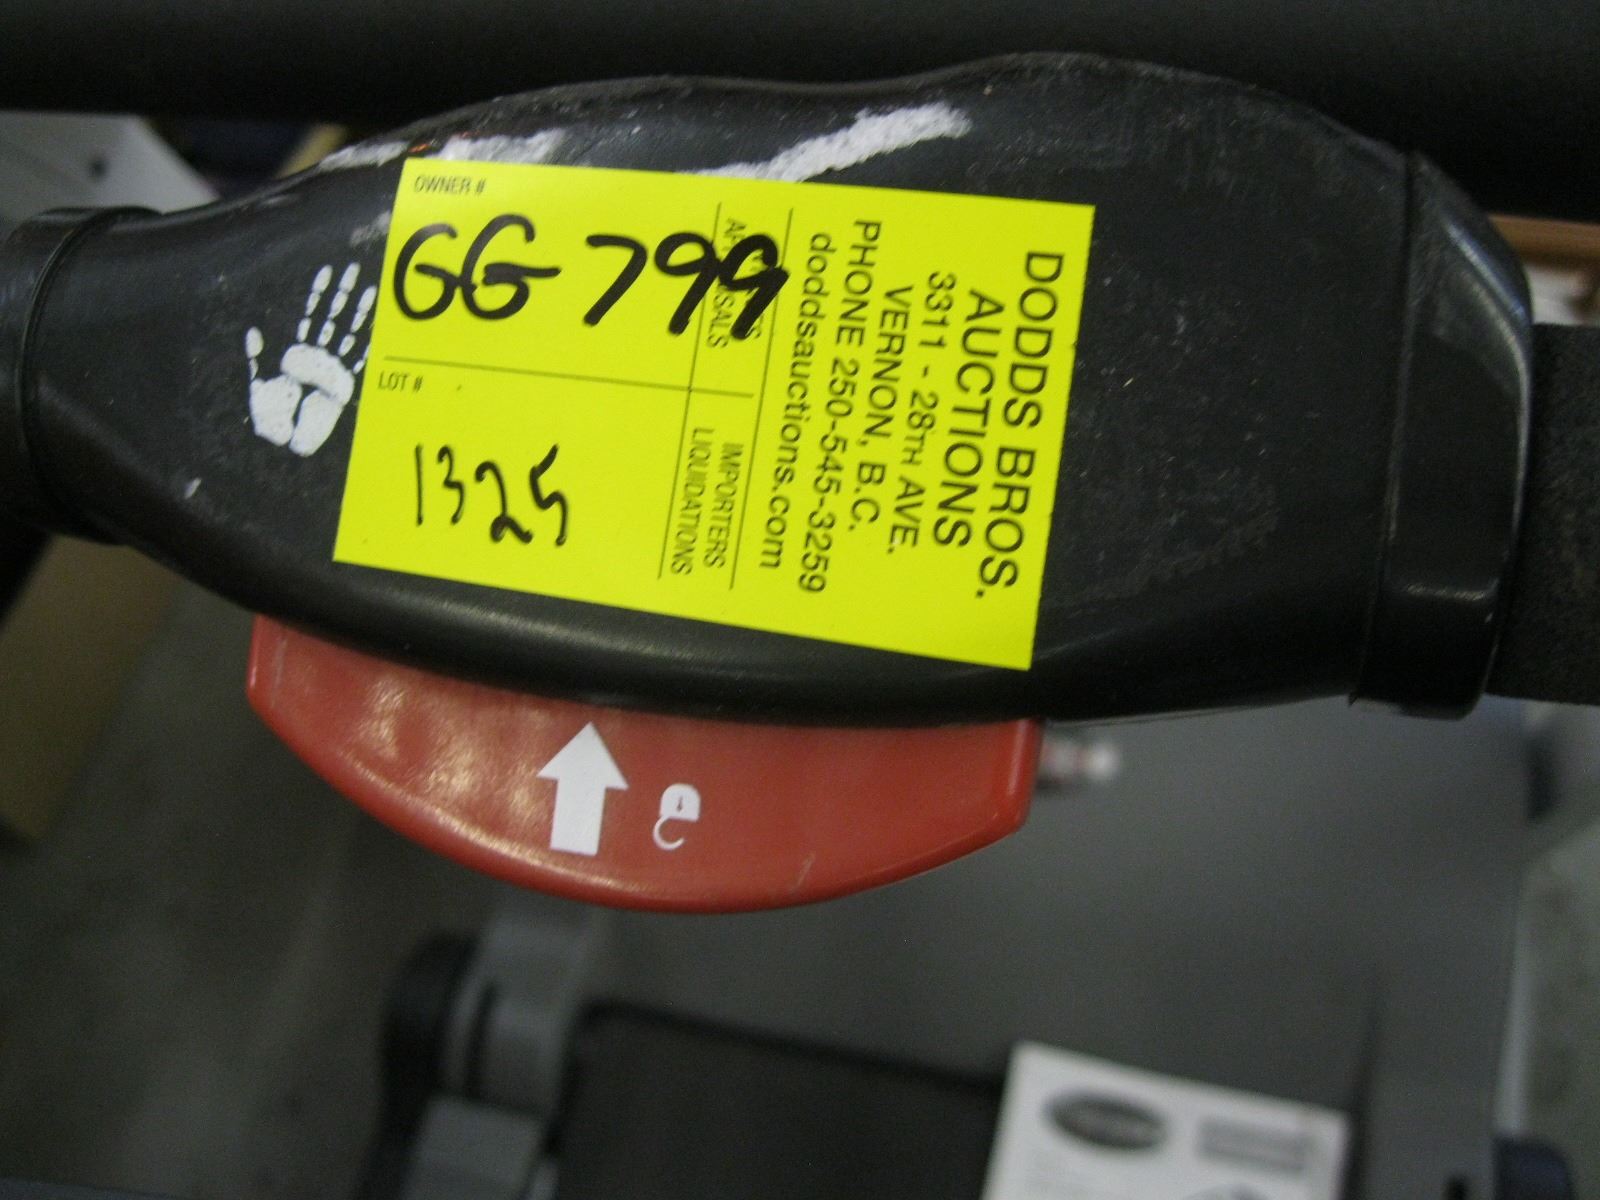 OWNER #
GG 799
LOT #
1325
DODDS BROS.
AUCTIONS
3311 - 28TH AVE.
VERNON, B.C.
PHONE 250-545-3259
doddsauctions.com
IMPORTERS
LIQUIDATIONS